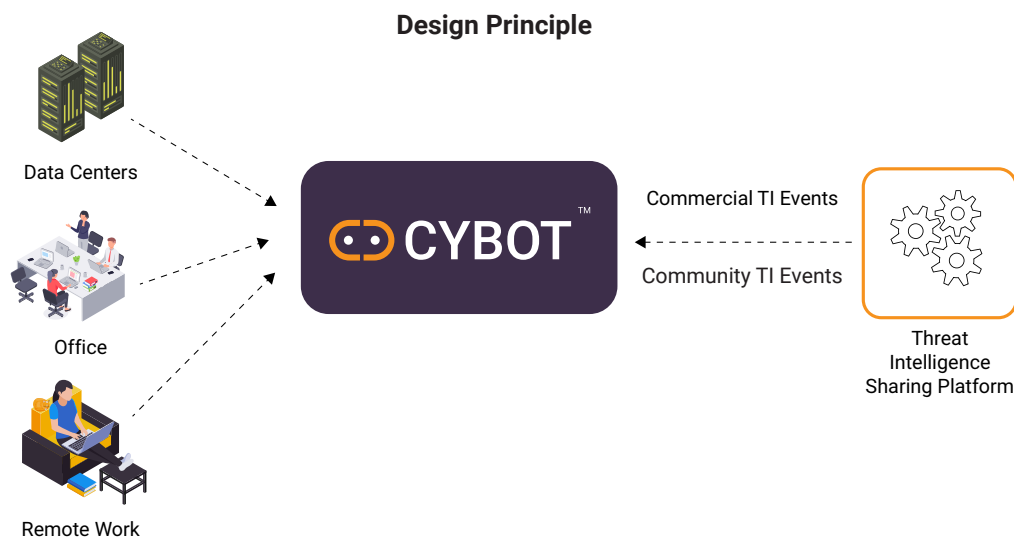 Design Principle
Data Centers
Office
Remote Work
CYBOT™
Commercial TI Events
Community TI Events
Threat
Intelligence
Sharing Platform